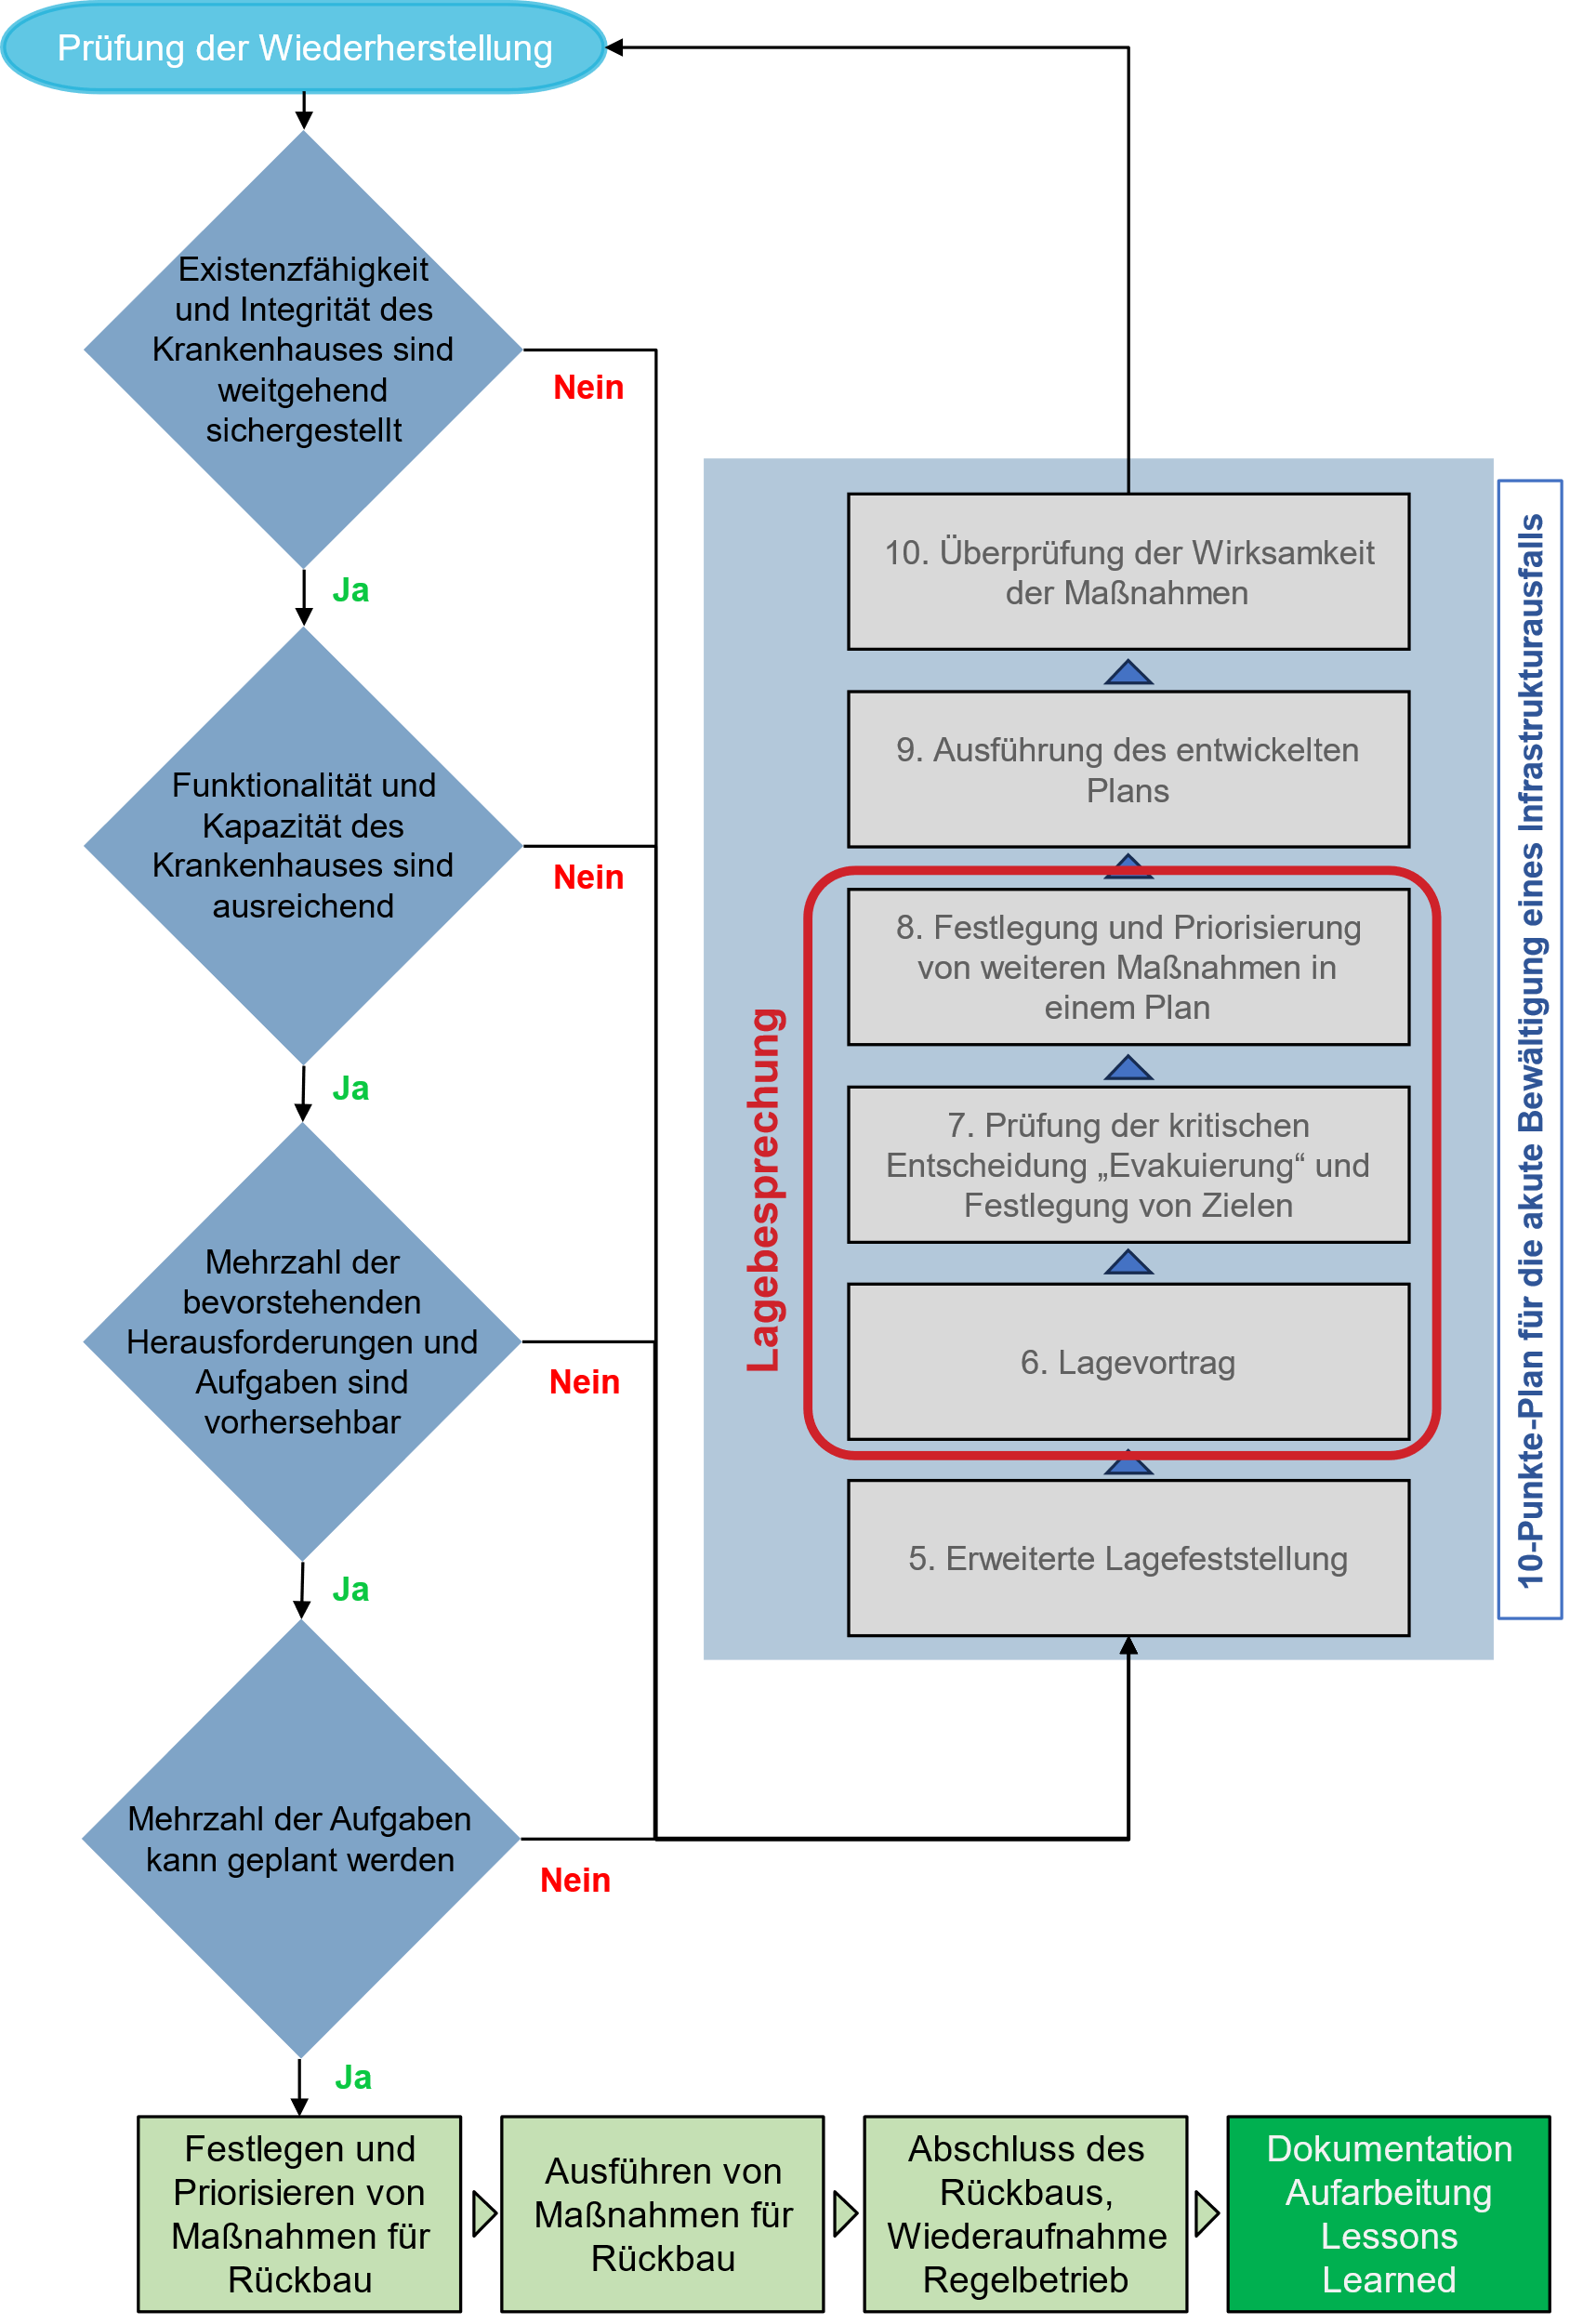 Prüfung der Wiederherstellung
Existenzfähigkeit
und Integrität des
Krankenhauses sind
weitgehend
sichergestellt
Nein
Ja
Funktionalität und
Kapazität des
Krankenhauses sind
ausreichend
Nein
Ja
Mehrzahl der
bevorstehenden
Herausforderungen und
Aufgaben sind
vorhersehbar
Nein
Ja
Mehrzahl der Aufgaben
kann geplant werden
Nein
Ja
10. Überprüfung der Wirksamkeit
der Maßnahmen
9. Ausführung des entwickelten
Plans
8. Festlegung und Priorisierung
von weiteren Maßnahmen in
einem Plan
7. Prüfung der kritischen
Entscheidung „Evakuierung“ und
Festlegung von Zielen
6. Lagevortrag
5. Erweiterte Lagefeststellung
Lagebesprechung
10-Punkte-Plan für die akute Bewältigung eines Infrastrukturausfalls
Festlegen und
Priorisieren von
Maßnahmen für
Rückbau
Ausführen von
Maßnahmen für
Rückbau
Abschluss des
Rückbaus,
Wiederaufnahme
Regelbetrieb
Dokumentation
Aufarbeitung
Lessons
Learned